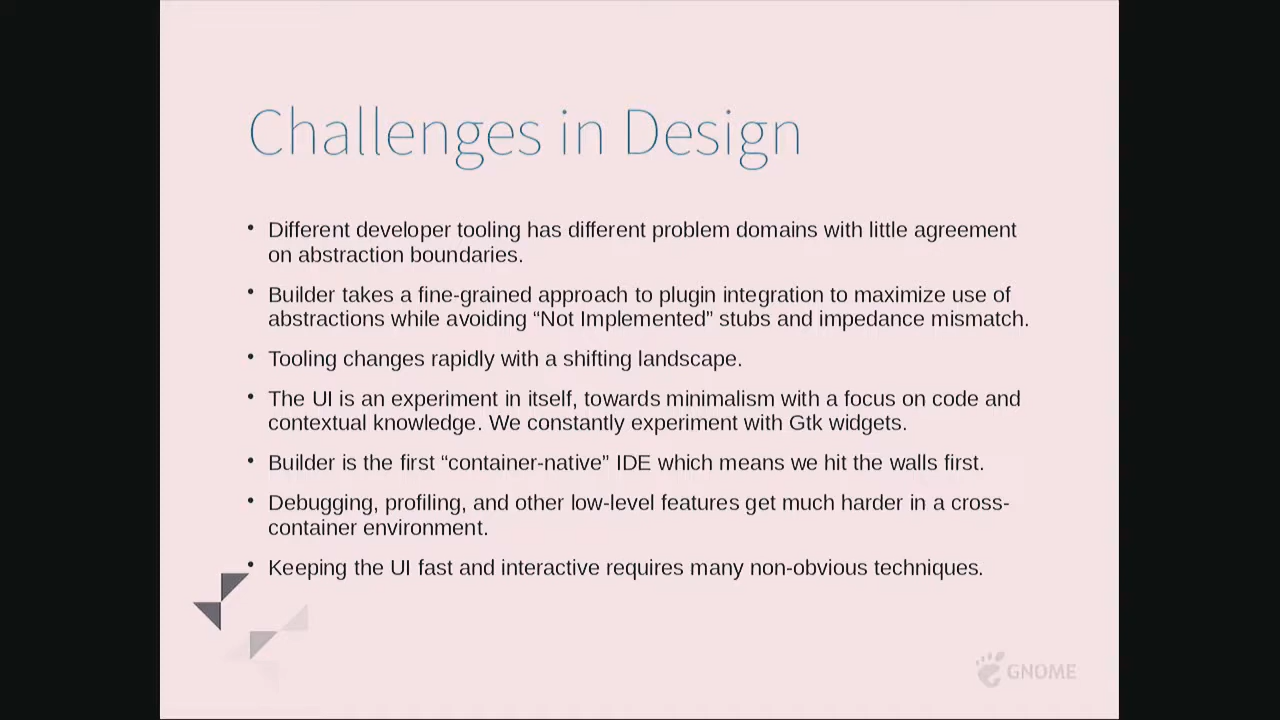 Challenges in Design
• Different developer tooling has different problem domains with little agreement
on abstraction boundaries.
• Builder takes a fine-grained approach to plugin integration to maximize use of
abstractions while avoiding “Not Implemented” stubs and impedance mismatch.
• Tooling changes rapidly with a shifting landscape.
• The UI is an experiment in itself, towards minimalism with a focus on code and
contextual knowledge. We constantly experiment with Gtk widgets.
• Builder is the first “container-native” IDE which means we hit the walls first.
• Debugging, profiling, and other low-level features get much harder in a cross-
container environment.
• Keeping the UI fast and interactive requires many non-obvious techniques.
GNOME